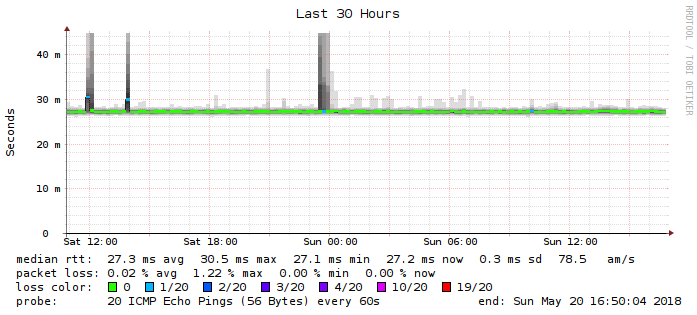 Last 30 Hours
RRDTOOL / TOBI OETIKER
Seconds
40 m
30 m
20 m
10 m
0
Sat 12:00 Sat 18:00 Sun 00:00 Sun 06:00 Sun 12:00
median rtt: 27.3 ms avg 30.5 ms max 27.1 ms min 27.2 ms now 0.3 ms sd 78.5 am/s
packet loss: 0.02 % avg 1.22 % max 0.00 % min 0.00 % now
loss color: 0 1/20 2/20 3/20 4/20 10/20 19/20
probe: 20 ICMP Echo Pings (56 Bytes) every 60s end: Sun May 20 16:50:04 2018